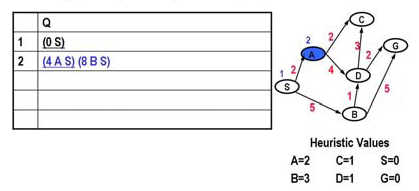 Q
1 (0 S)
2 (4 A S) (8 B S)
2
C
2
A
3
G
2
4
D
1
2
S
1
5
5
B
Heuristic Values
A=2 C=1 S=0
B=3 D=1 G=0